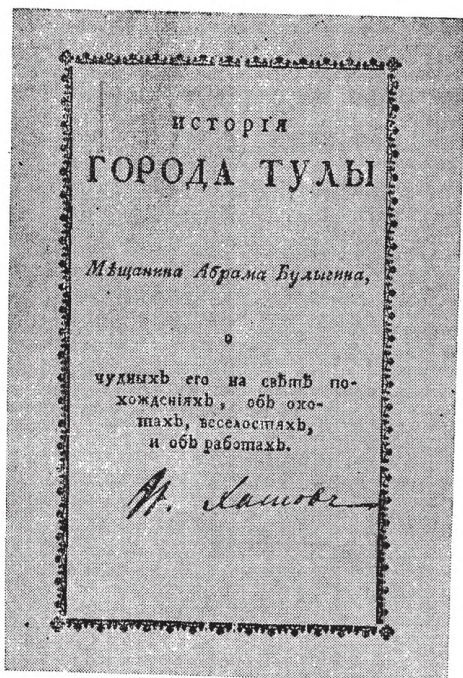 ИСТОРІЯ
ГОРОДА ТУЛЫ
Мѣщанина Абрама Булыгина,
о
чудныхъ его на свѣтѣ по-
хожденіяхъ, объ охо-
тахъ, веселостяхъ,
и объ работахъ.